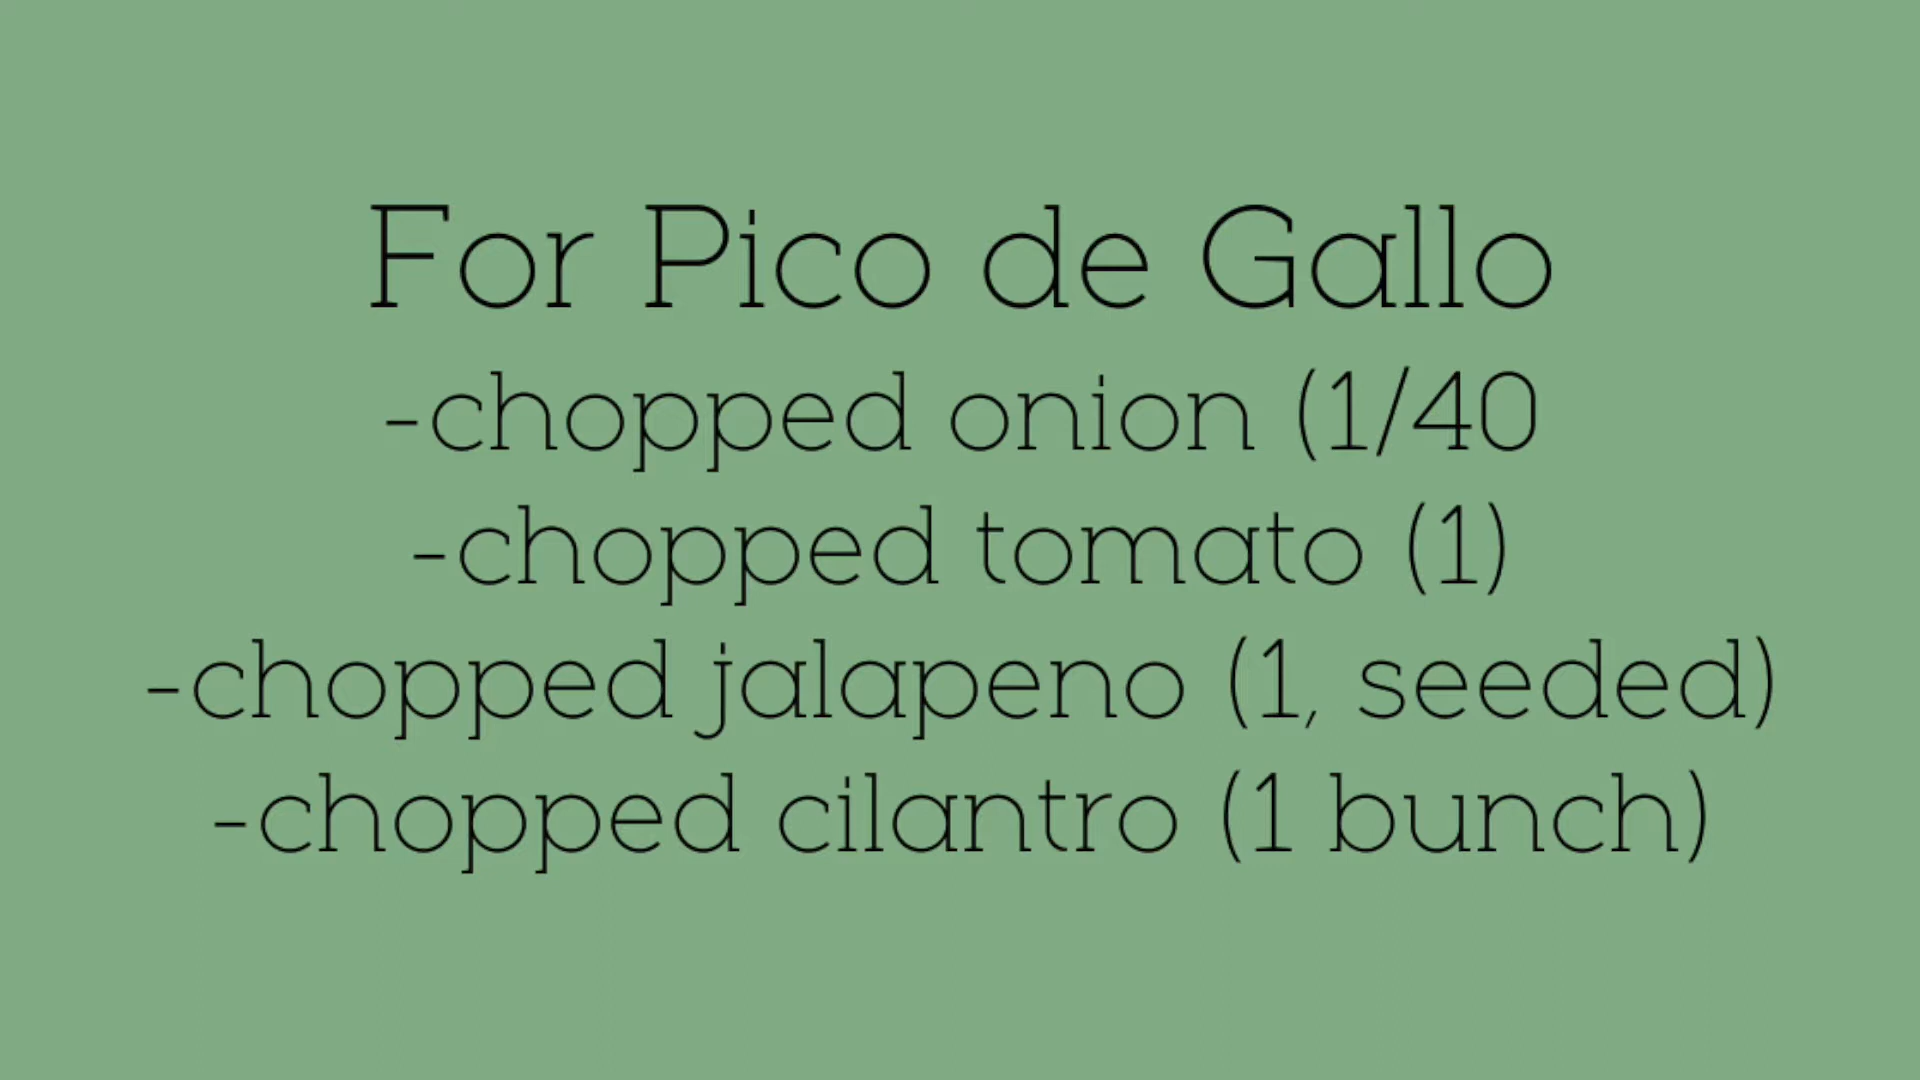 For Pico de Gallo
-chopped onion (1/40
-chopped tomato (1)
-chopped jalapeno (1, seeded)
-chopped cilantro (1 bunch)